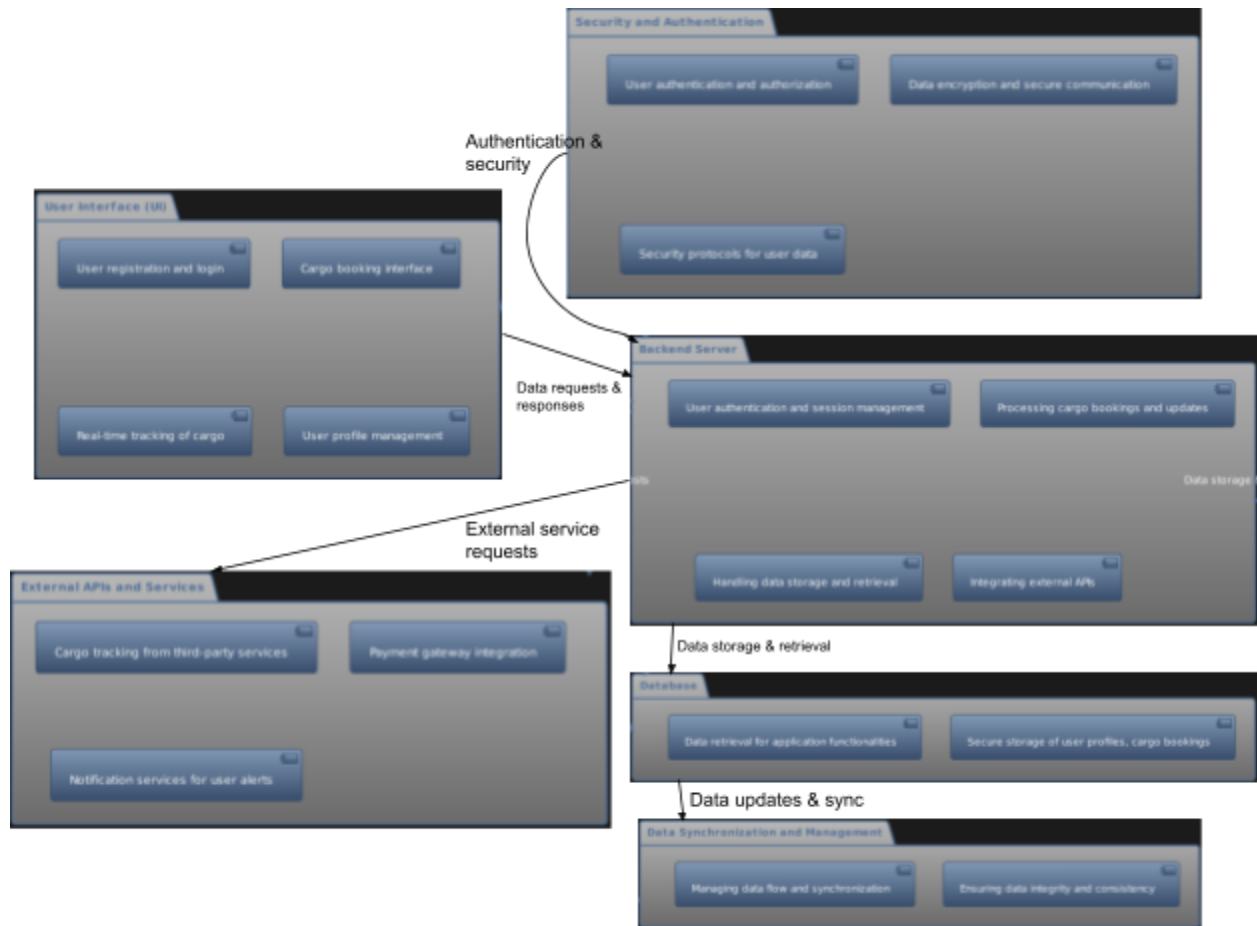 Security and Authentication
User authentication and authorization
Data encryption and secure communication
Security protocols for user data
Authentication &
security
User Interface (UI)
User registration and login
Cargo booking interface
Real-time tracking of cargo
User profile management
Data requests &
responses
Backend Server
User authentication and session management
Processing cargo bookings and updates
Data storage
Handling data storage and retrieval
Integrating external APIs
External service
requests
External APIs and Services
Cargo tracking from third-party services
Payment gateway integration
Notification services for user alerts
Data storage & retrieval
Database
Data retrieval for application functionalities
Secure storage of user profiles, cargo bookings
Data updates & sync
Data Synchronization and Management
Managing data flow and synchronization
Ensuring data integrity and consistency